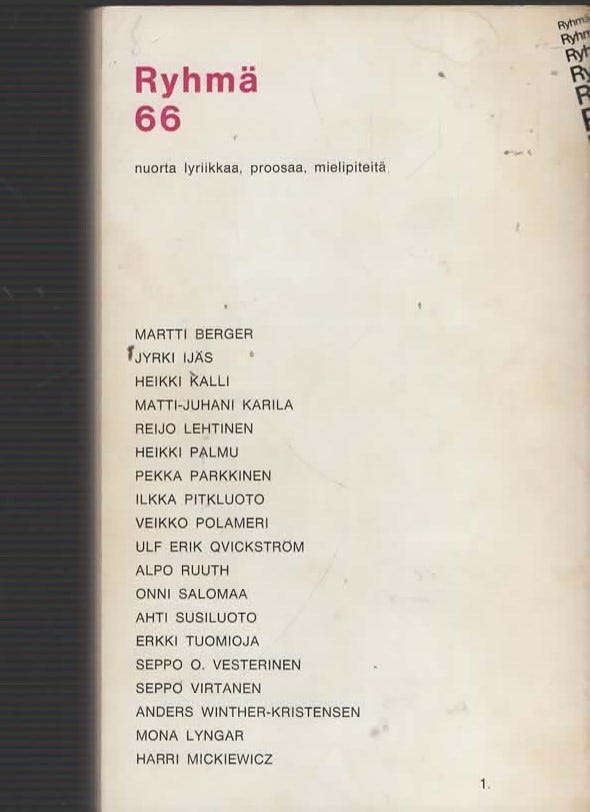 Ryhmä
66
nuorta lyriikkaa, proosaa, mielipiteitä
MARTTI BERGER
JYRKI IJÄS
HEIKKI KALLI
MATTI-JUHANI KARILA
REIJO LEHTINEN
HEIKKI PALMU
PEKKA PARKKINEN
ILKKA PITKLUOTO
VEIKKO POLAMERI
ULF ERIK QVICKSTRÖM
ALPO RUUTH
ONNI SALOMAA
AHTI SUSILUOTO
ERKKI TUOMIOJA
SEPPO O. VESTERINEN
SEPPO VIRTANEN
ANDERS WINTHER-KRISTENSEN
MONA LYNGAR
HARRI MICKIEWICZ
1.
Ryhmä